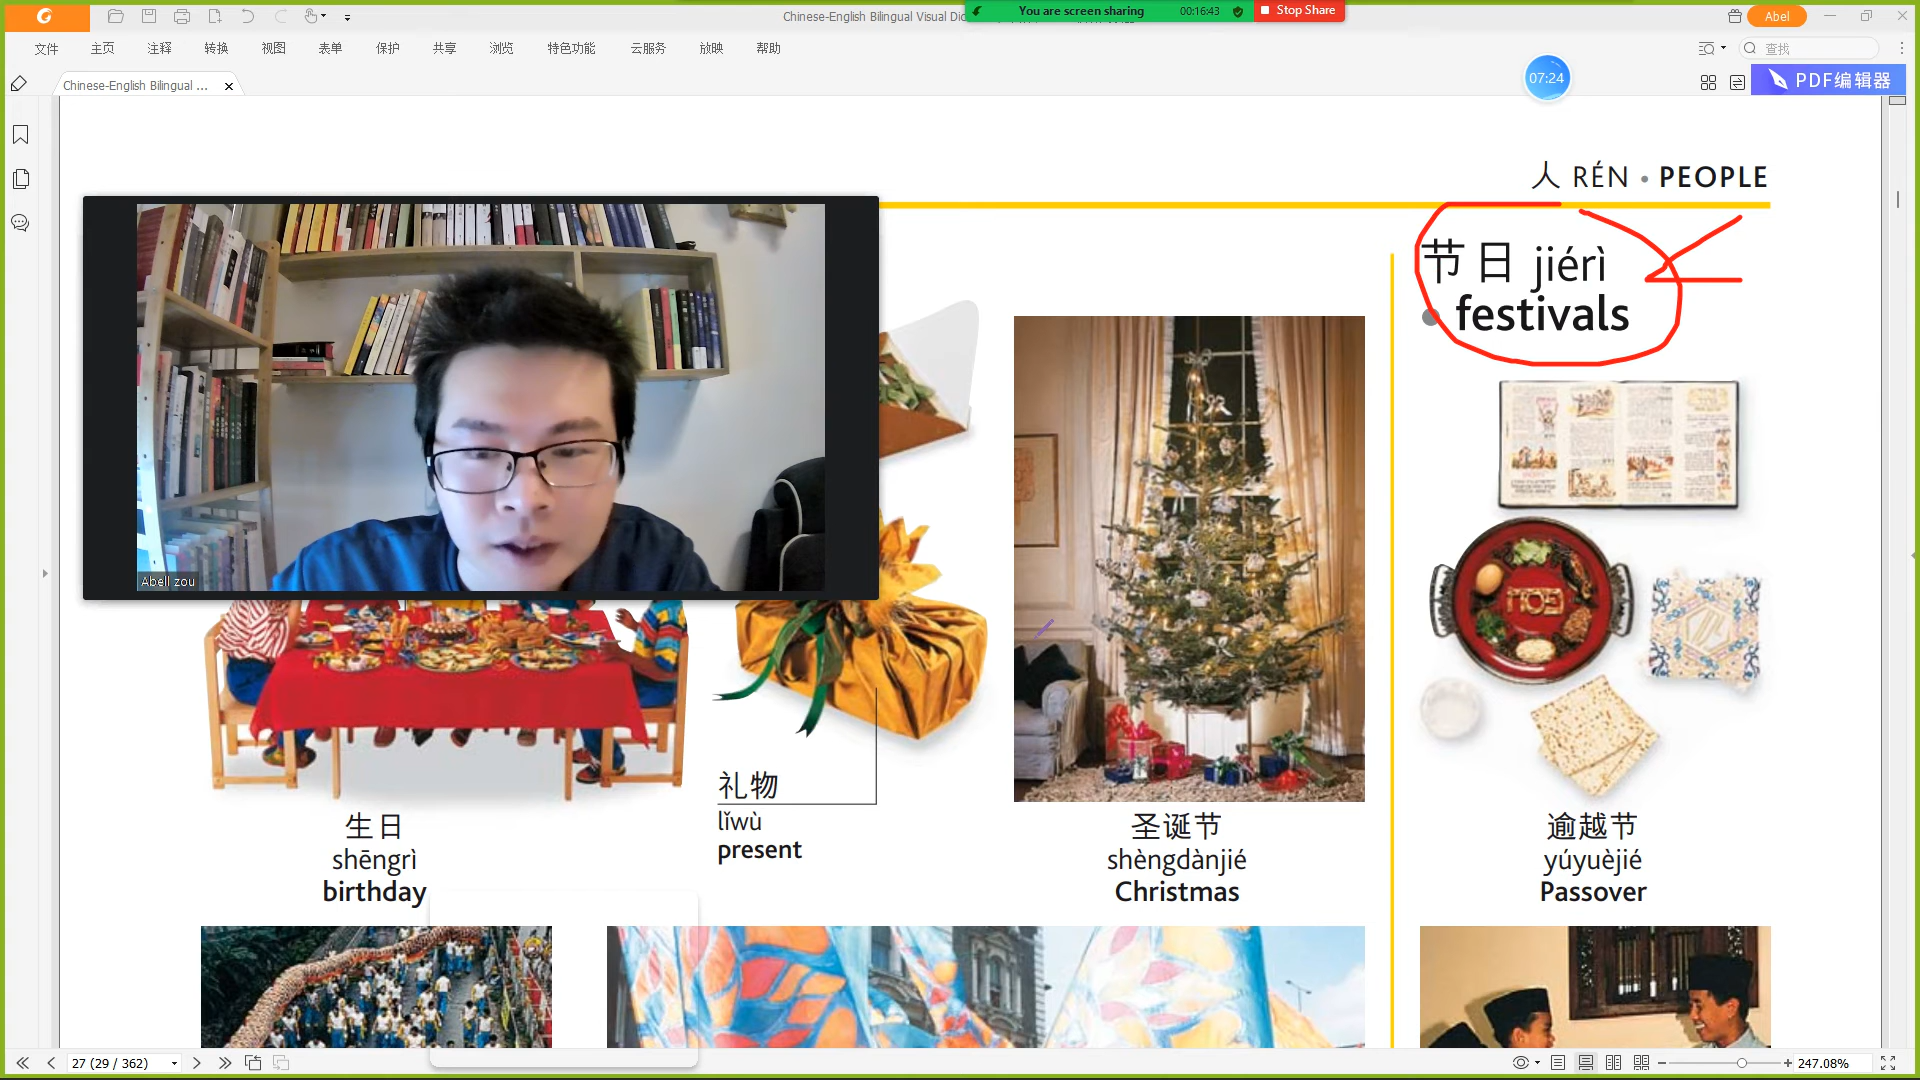 Chinese-English Bilingual Visual Dic
You are screen sharing
00:16:43
Stop Share
Abel
文件 主页 注释 转换 视图 表单 保护 共享 浏览 特色功能 云服务 放映 帮助
查找
Chinese-English Bilingual ...
07:24
PDF编辑器
人 RÉN • PEOPLE
节日 jiérì
• festivals
Abell zou
礼物
lǐwù
present
生日
shēngrì
birthday
圣诞节
shèngdànjié
Christmas
逾越节
yúyuèjié
Passover
27 (29 / 362)
247.08%